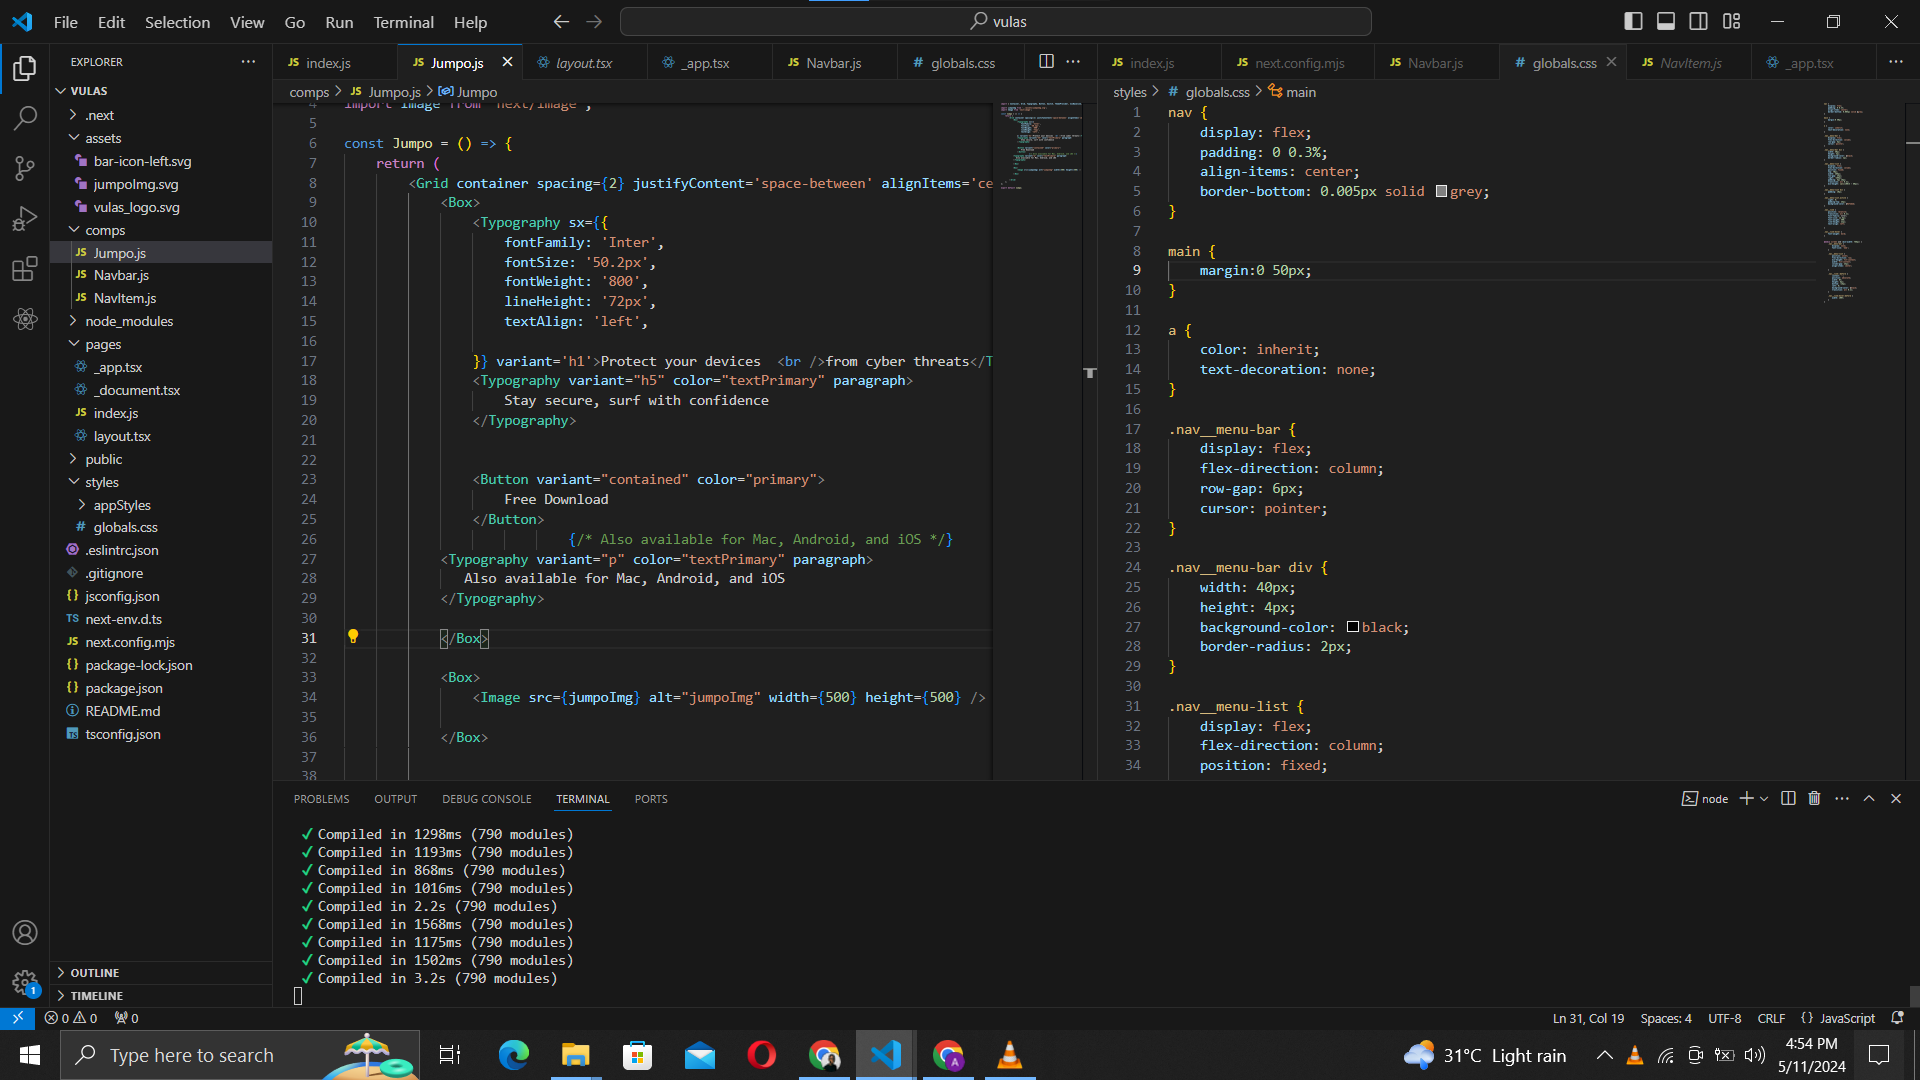 File Edit Selection View Go Run Terminal Help
vulas
EXPLORER
VULAS
.next
assets
bar-icon-left.svg
jumpoImg.svg
vulas_logo.svg
comps
Jumpo.js
Navbar.js
NavItem.js
node_modules
pages
_app.tsx
_document.tsx
index.js
layout.tsx
public
styles
appStyles
globals.css
.eslintrc.json
.gitignore
jsconfig.json
next-env.d.ts
next.config.mjs
package-lock.json
package.json
README.md
tsconfig.json
OUTLINE
TIMELINE
JS index.js JS Jumpo.js layout.tsx _app.tsx JS Navbar.js # globals.css
comps > JS Jumpo.js > Jumpo
4 import Image from 'next/image';
5
6 const Jumpo = () => {
7 return (
8 <Grid container spacing={2} justifyContent='space-between' alignItems='ce
9 <Box>
10 <Typography sx={{
11 fontFamily: 'Inter',
12 fontSize: '50.2px',
13 fontWeight: '800',
14 lineHeight: '72px',
15 textAlign: 'left',
16
17 }} variant='h1'>Protect your devices  <br />from cyber threats</T
18 <Typography variant="h5" color="textPrimary" paragraph>
19 Stay secure, surf with confidence
20 </Typography>
21
22
23 <Button variant="contained" color="primary">
24 Free Download
25 </Button>
26 {/* Also available for Mac, Android, and iOS */}
27 <Typography variant="p" color="textPrimary" paragraph>
28 Also available for Mac, Android, and iOS
29 </Typography>
30
31 </Box>
32
33 <Box>
34 <Image src={jumpoImg} alt="jumpoImg" width={500} height={500} />
35
36 </Box>
37
38
JS index.js JS next.config.mjs JS Navbar.js # globals.css JS NavItem.js _app.tsx
styles > # globals.css > main
1 nav {
2 display: flex;
3 padding: 0 0.3%;
4 align-items: center;
5 border-bottom: 0.005px solid grey;
6 }
7
8 main {
9 margin:0 50px;
10 }
11
12 a {
13 color: inherit;
14 text-decoration: none;
15 }
16
17 .nav__menu-bar {
18 display: flex;
19 flex-direction: column;
20 row-gap: 6px;
21 cursor: pointer;
22 }
23
24 .nav__menu-bar div {
25 width: 40px;
26 height: 4px;
27 background-color: black;
28 border-radius: 2px;
29 }
30
31 .nav__menu-list {
32 display: flex;
33 flex-direction: column;
34 position: fixed;
PROBLEMS OUTPUT DEBUG CONSOLE TERMINAL PORTS
node
✓ Compiled in 1298ms (790 modules)
✓ Compiled in 1193ms (790 modules)
✓ Compiled in 868ms (790 modules)
✓ Compiled in 1016ms (790 modules)
✓ Compiled in 2.2s (790 modules)
✓ Compiled in 1568ms (790 modules)
✓ Compiled in 1175ms (790 modules)
✓ Compiled in 1502ms (790 modules)
✓ Compiled in 3.2s (790 modules)
1
0 0 0
Ln 31, Col 19 Spaces: 4 UTF-8 CRLF {} JavaScript
Type here to search
31°C Light rain
4:54 PM
5/11/2024